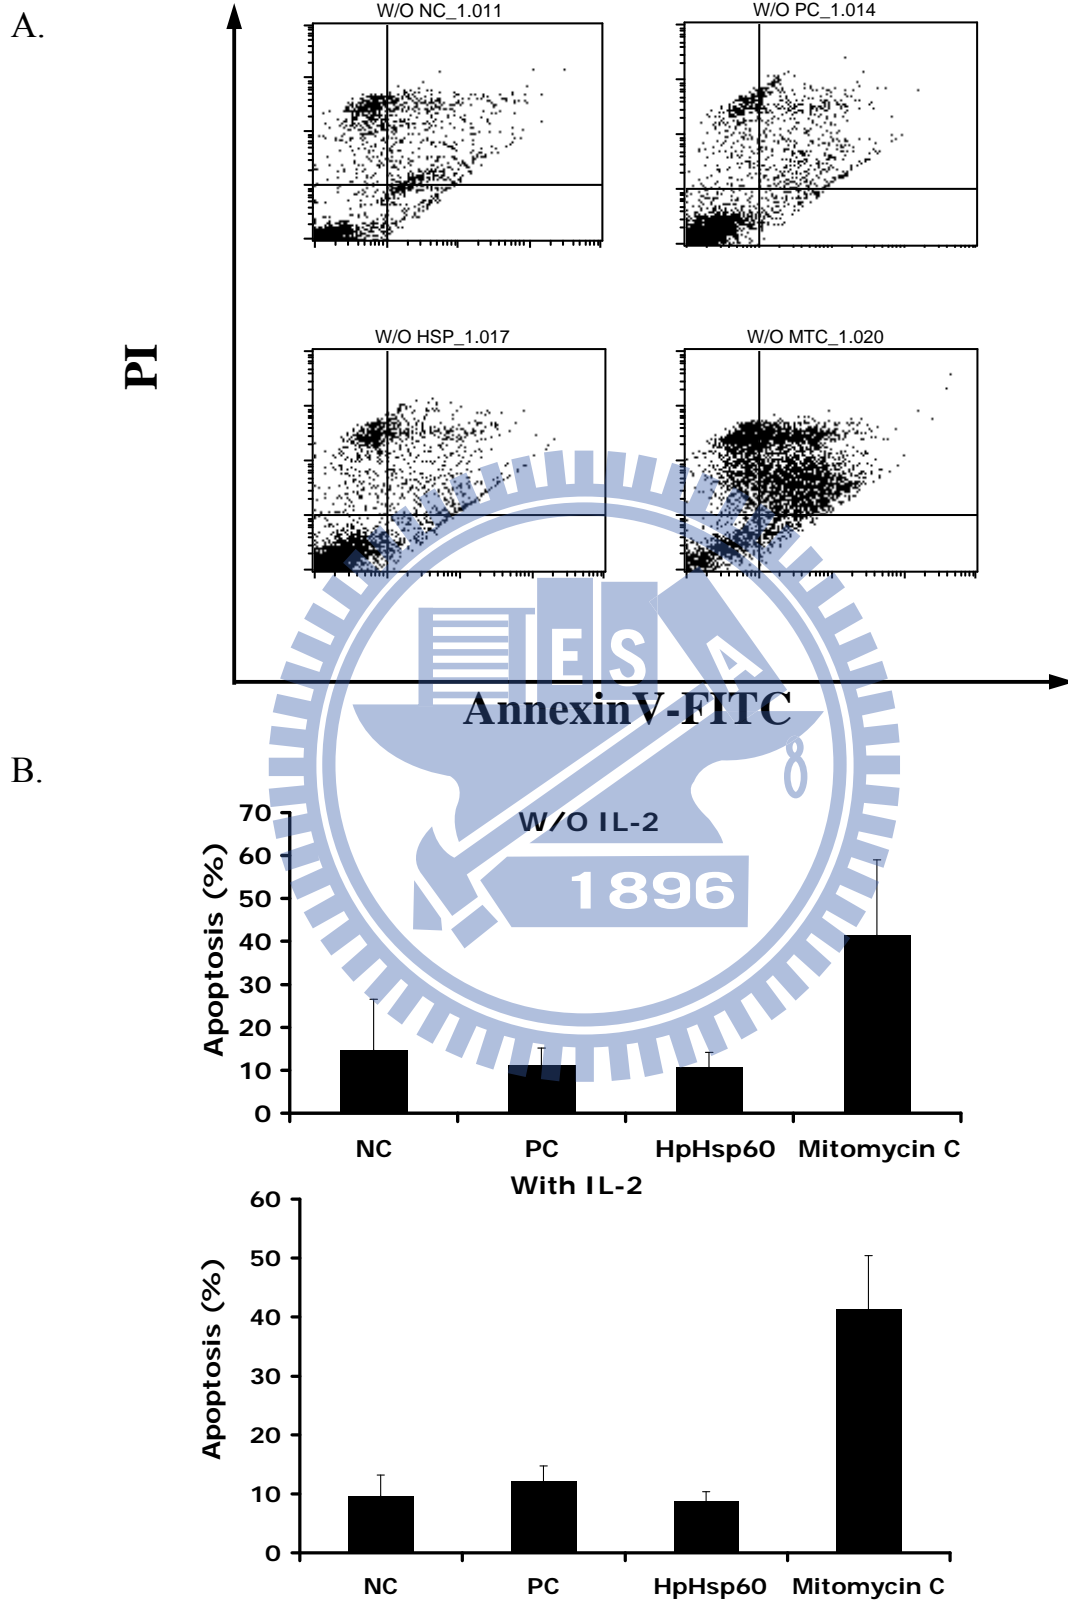 A.
W/O NC_1.011
W/O PC_1.014
W/O HSP_1.017
W/O MTC_1.020
PI
AnnexinV-FITC
E S A
8
1896
B.
W/O IL-2
Apoptosis (%)
70
60
50
40
30
20
10
0
NC PC HpHsp60 Mitomycin C
With IL-2
Apoptosis (%)
60
50
40
30
20
10
0
NC PC HpHsp60 Mitomycin C